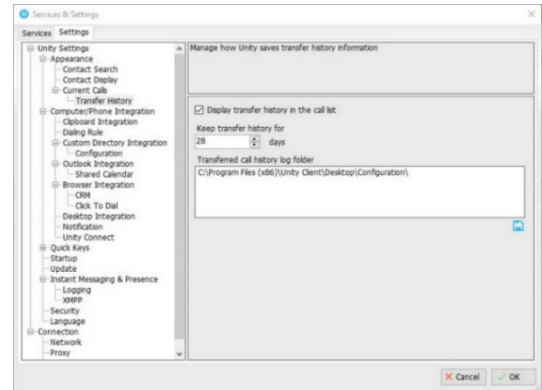 Services & Settings
Services Settings
Unity Settings
Appearance
Contact Search
Contact Display
Current Calls
Transfer History
Computer/Phone Integration
Clipboard Integration
Dialing Rule
Custom Directory Integration
Configuration
Outlook Integration
Shared Calendar
Browser Integration
CRM
Click To Dial
Desktop Integration
Notification
Unity Connect
Quick Keys
Startup
Update
Instant Messaging & Presence
Logging
XMPP
Security
Language
Connection
Network
Proxy
Manage how Unity saves transfer history information
Display transfer history in the call list
Keep transfer history for
28 days
Transferred call history log folder
C:\Program Files (x86)\Unity Client\Desktop\Configuration\
Cancel OK